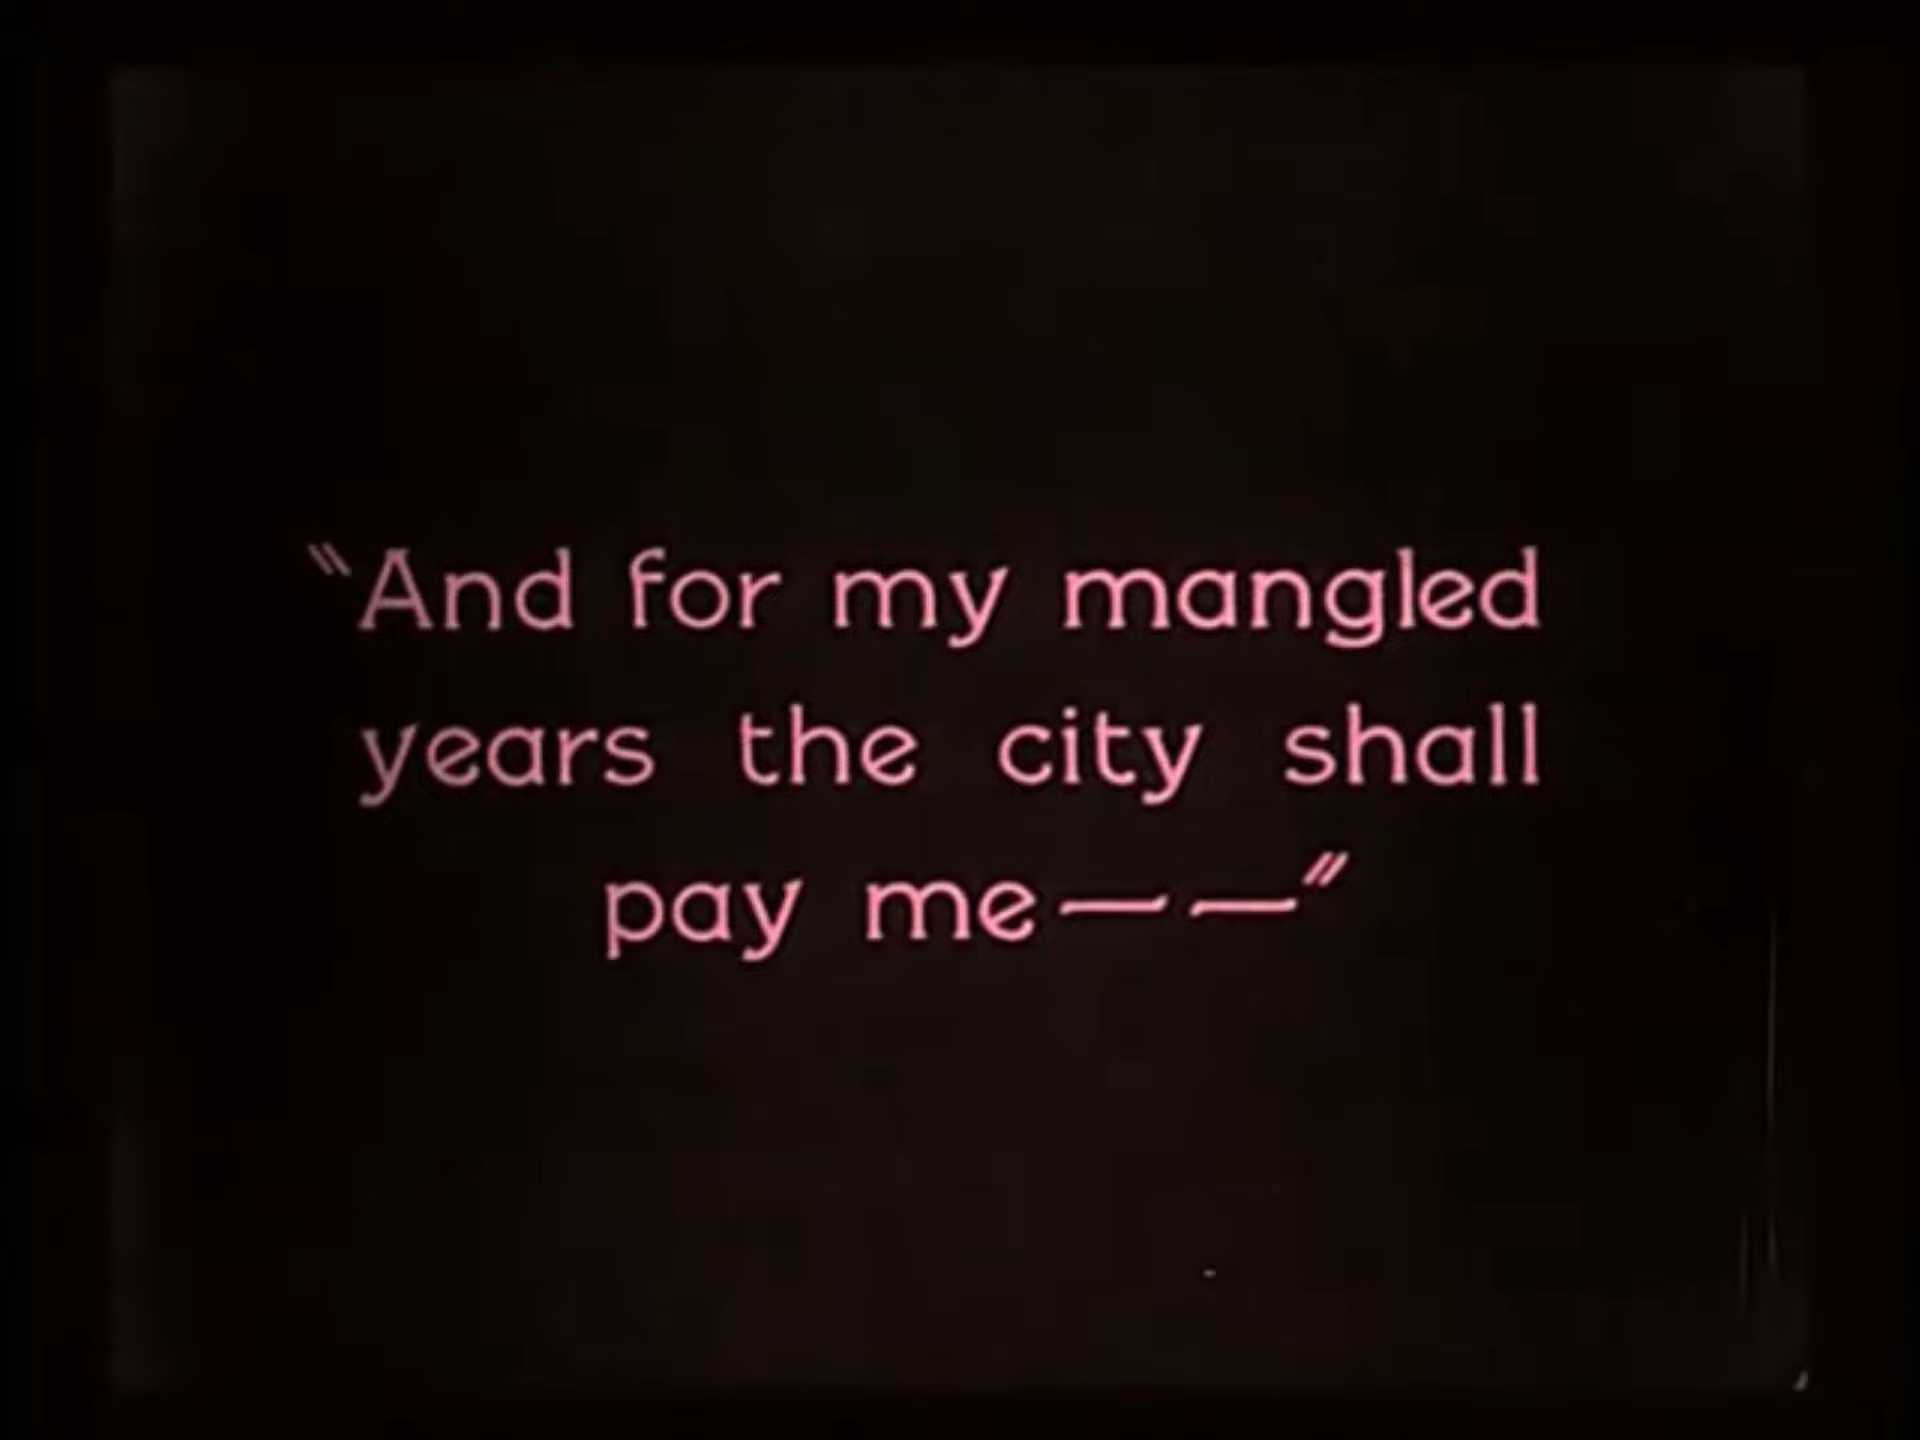 "And for my mangled
years the city shall
pay me——"